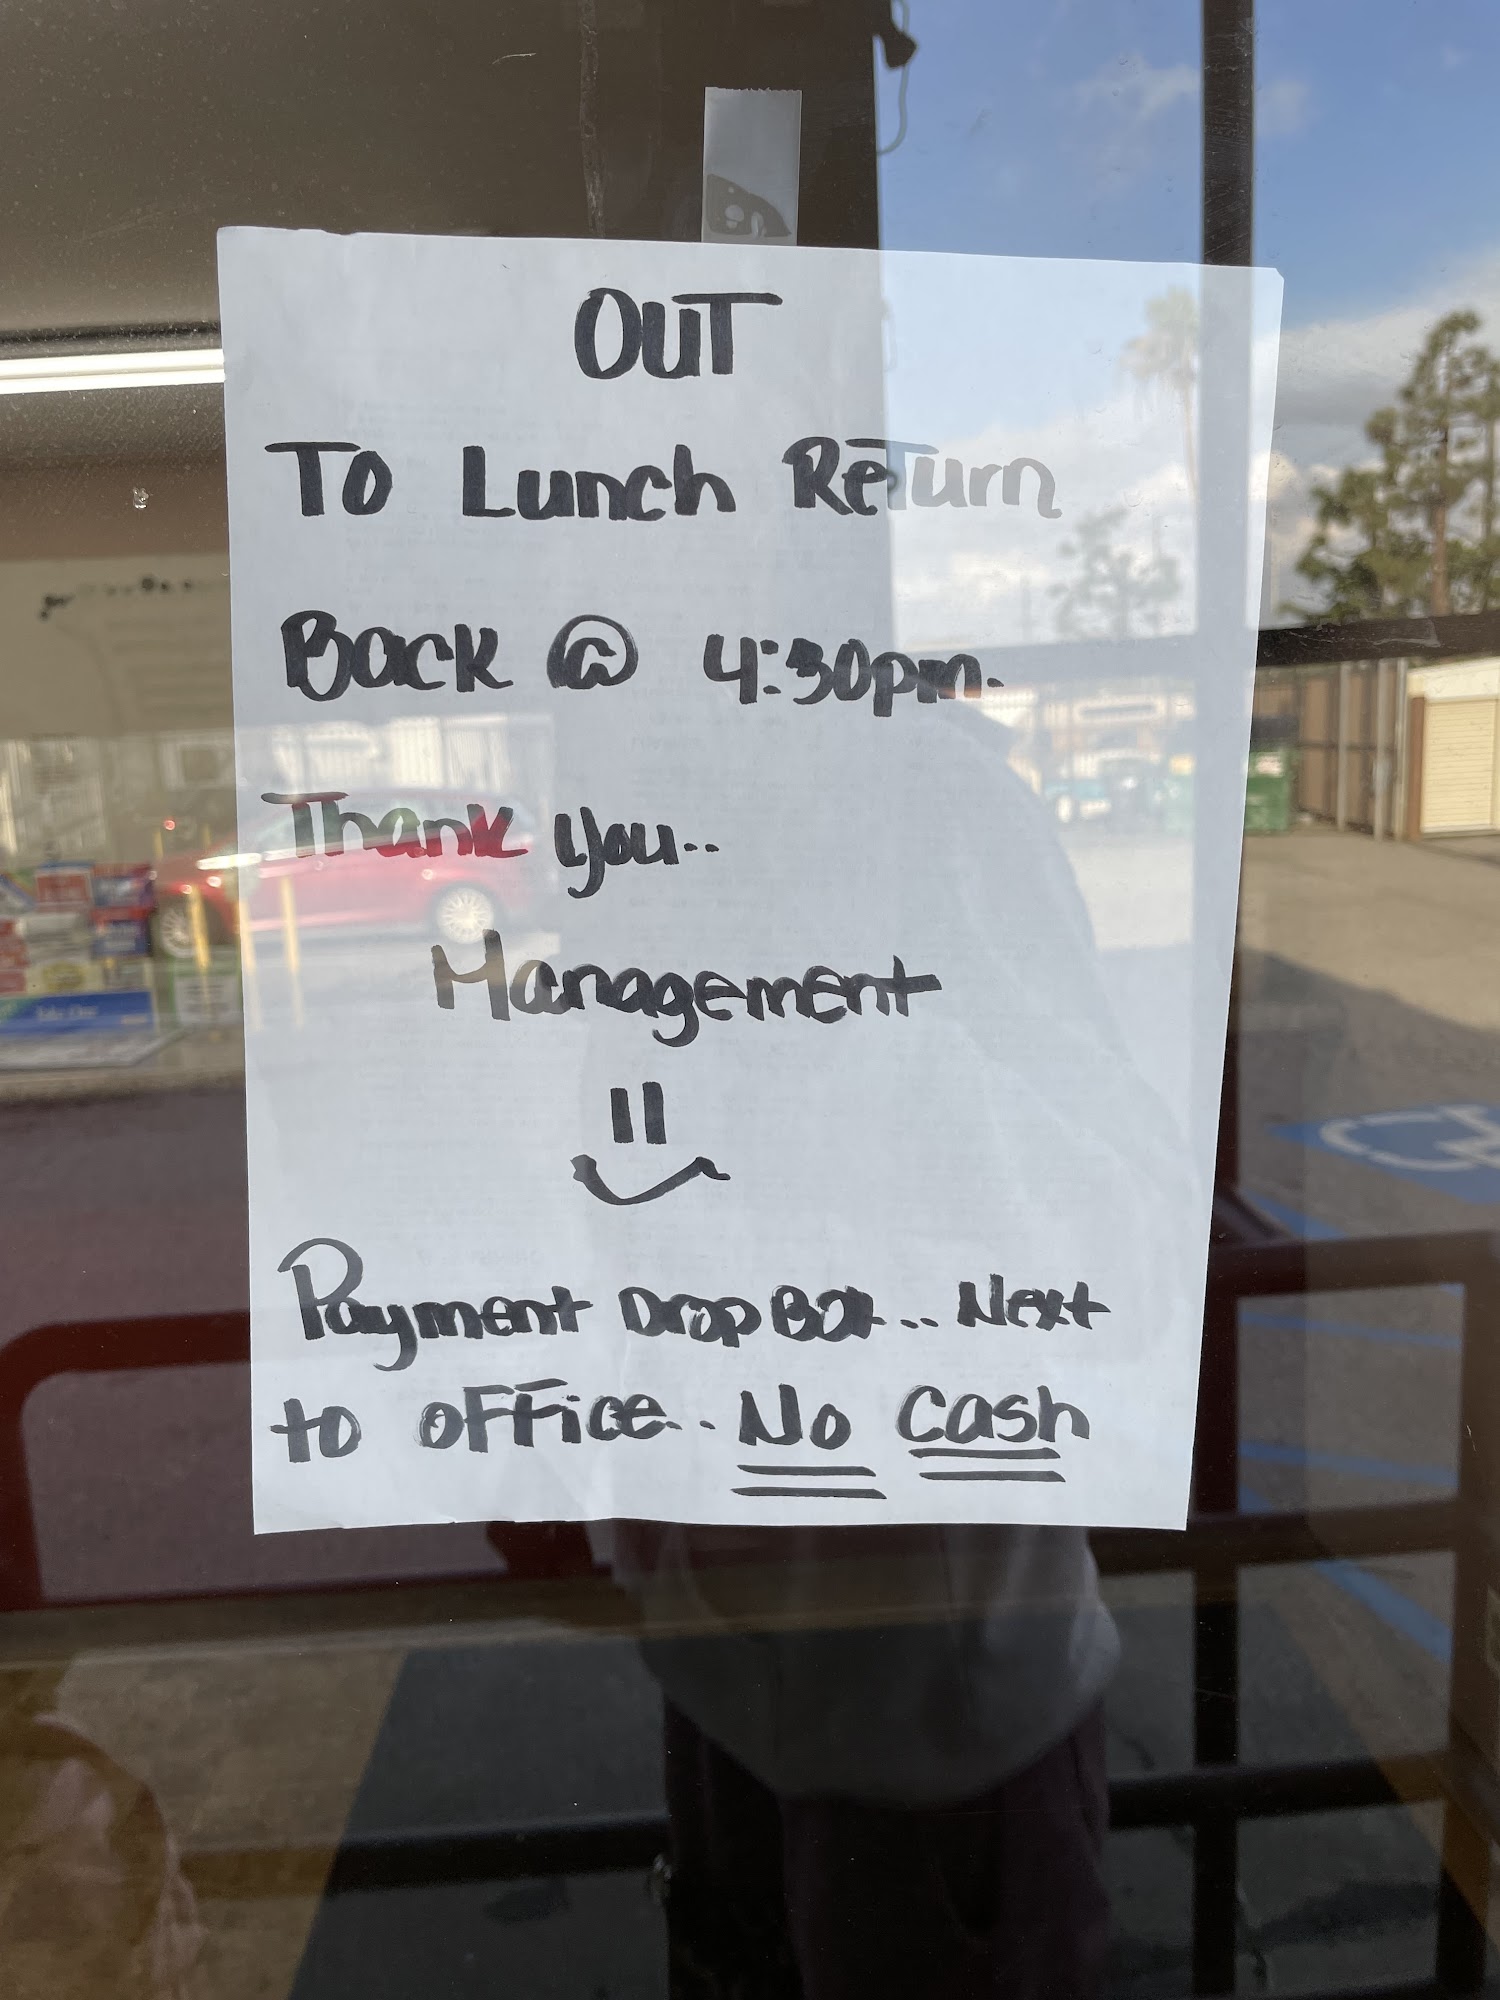 OUT
To Lunch Return
Back @ 4:30pm.
Thank you..
Management
Payment Drop Box... Next
to office.. No Cash